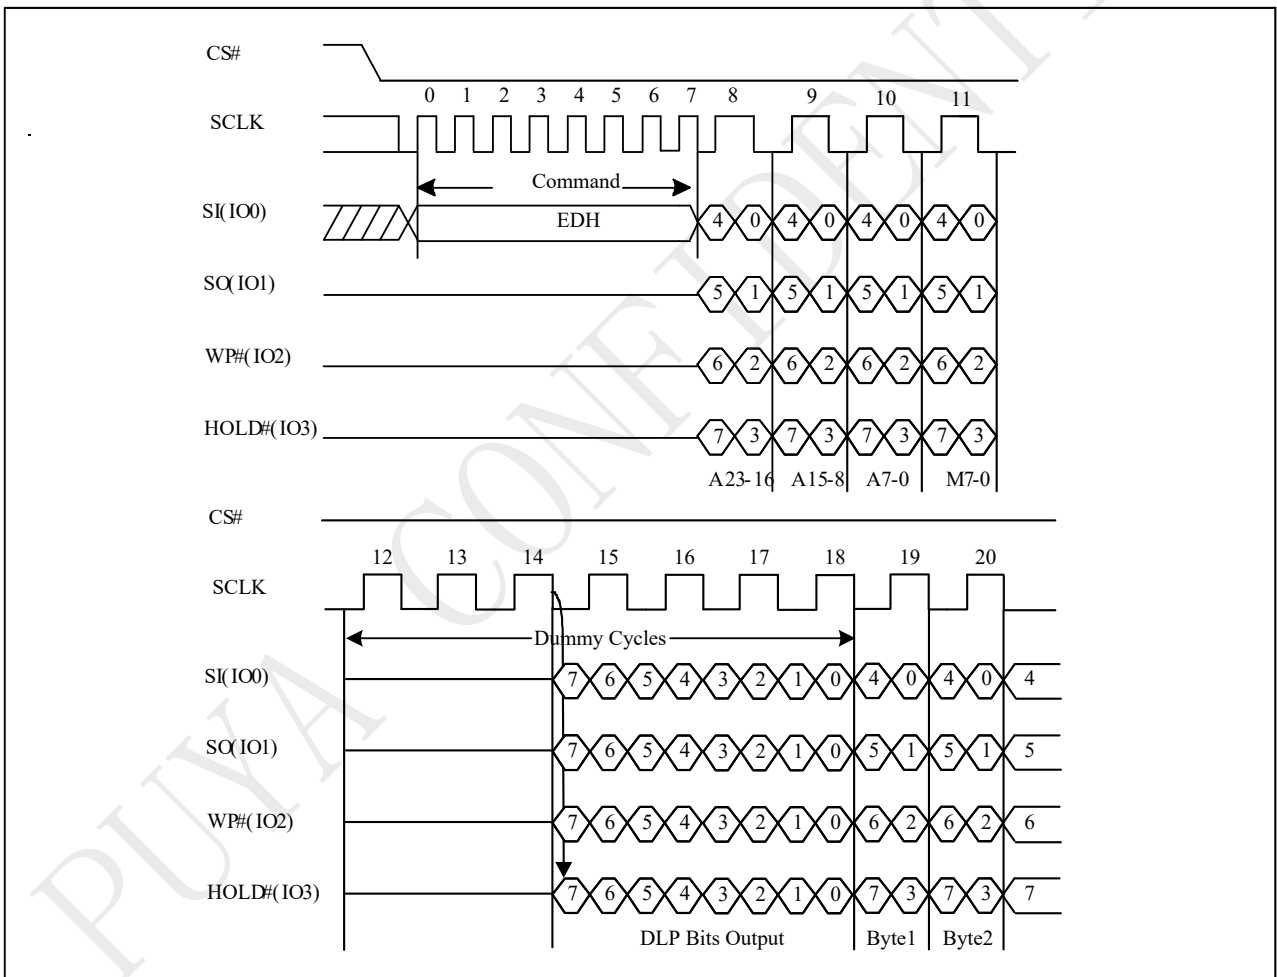 CS#
0 1 2 3 4 5 6 7 8 9 10 11
SCLK
Command
SI(IO0) EDH 4 0 4 0 4 0 4 0
SO(IO1) 5 1 5 1 5 1 5 1
WP#(IO2) 6 2 6 2 6 2 6 2
HOLD#(IO3) 7 3 7 3 7 3 7 3
A23-16 A15-8 A7-0 M7-0
CS#
12 13 14 15 16 17 18 19 20
SCLK
Dummy Cycles
SI(IO0) 7 6 5 4 3 2 1 0 4 0 4 0 4
SO(IO1) 7 6 5 4 3 2 1 0 5 1 5 1 5
WP#(IO2) 7 6 5 4 3 2 1 0 6 2 6 2 6
HOLD#(IO3) 7 6 5 4 3 2 1 0 7 3 7 3 7
DLP Bits Output Byte1 Byte2
PUYA CONFIDENT